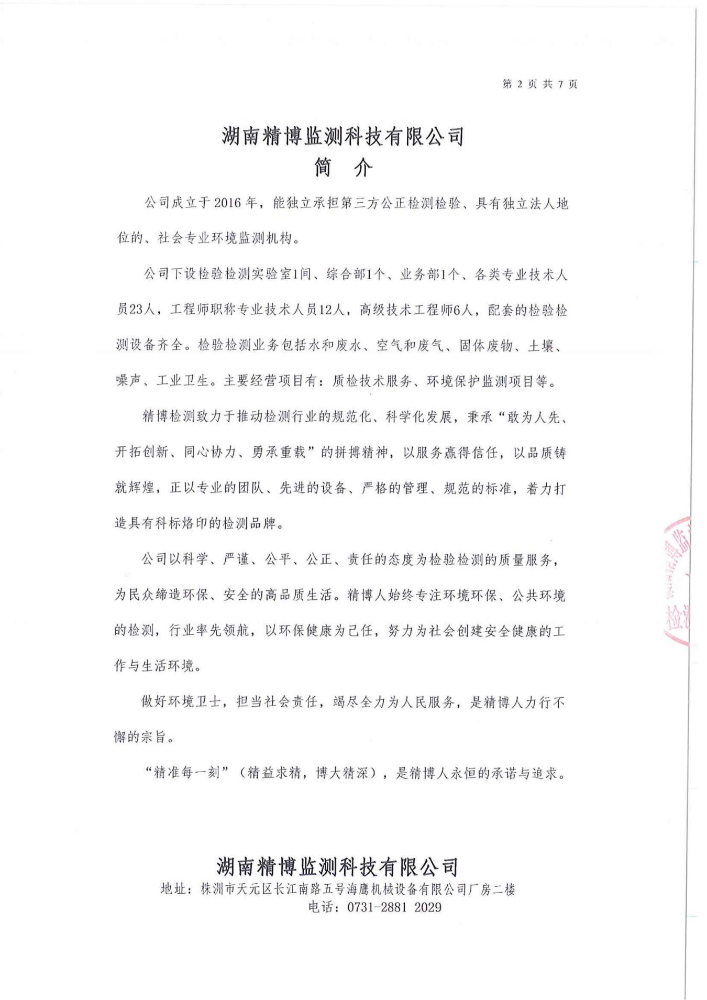 第 2 页 共 7 页
湖南精博监测科技有限公司
简 介
公司成立于 2016 年，能独立承担第三方公正检测检验、具有独立法人地
位的、社会专业环境监测机构。
公司下设检验检测实验室1间、综合部1个、业务部1个、各类专业技术人
员23人，工程师职称专业技术人员12人，高级技术工程师6人，配套的检验检
测设备齐全。检验检测业务包括水和废水、空气和废气、固体废物、土壤、
噪声、工业卫生。主要经营项目有：质检技术服务、环境保护监测项目等。
精博检测致力于推动检测行业的规范化、科学化发展，秉承“敢为人先、
开拓创新、同心协力、勇承重载”的拼搏精神，以服务赢得信任，以品质铸
就辉煌，正以专业的团队、先进的设备、严格的管理、规范的标准，着力打
造具有科标烙印的检测品牌。
公司以科学、严谨、公平、公正、责任的态度为检验检测的质量服务，
为民众缔造环保、安全的高品质生活。精博人始终专注环境环保、公共环境
的检测，行业率先领航，以环保健康为己任，努力为社会创建安全健康的工
作与生活环境。
做好环境卫士，担当社会责任，竭尽全力为人民服务，是精博人力行不
懈的宗旨。
“精准每一刻”（精益求精，博大精深），是精博人永恒的承诺与追求。
湖南精博监测科技有限公司
地址：株洲市天元区长江南路五号海鹰机械设备有限公司厂房二楼
电话：0731-2881 2029
博监
检测